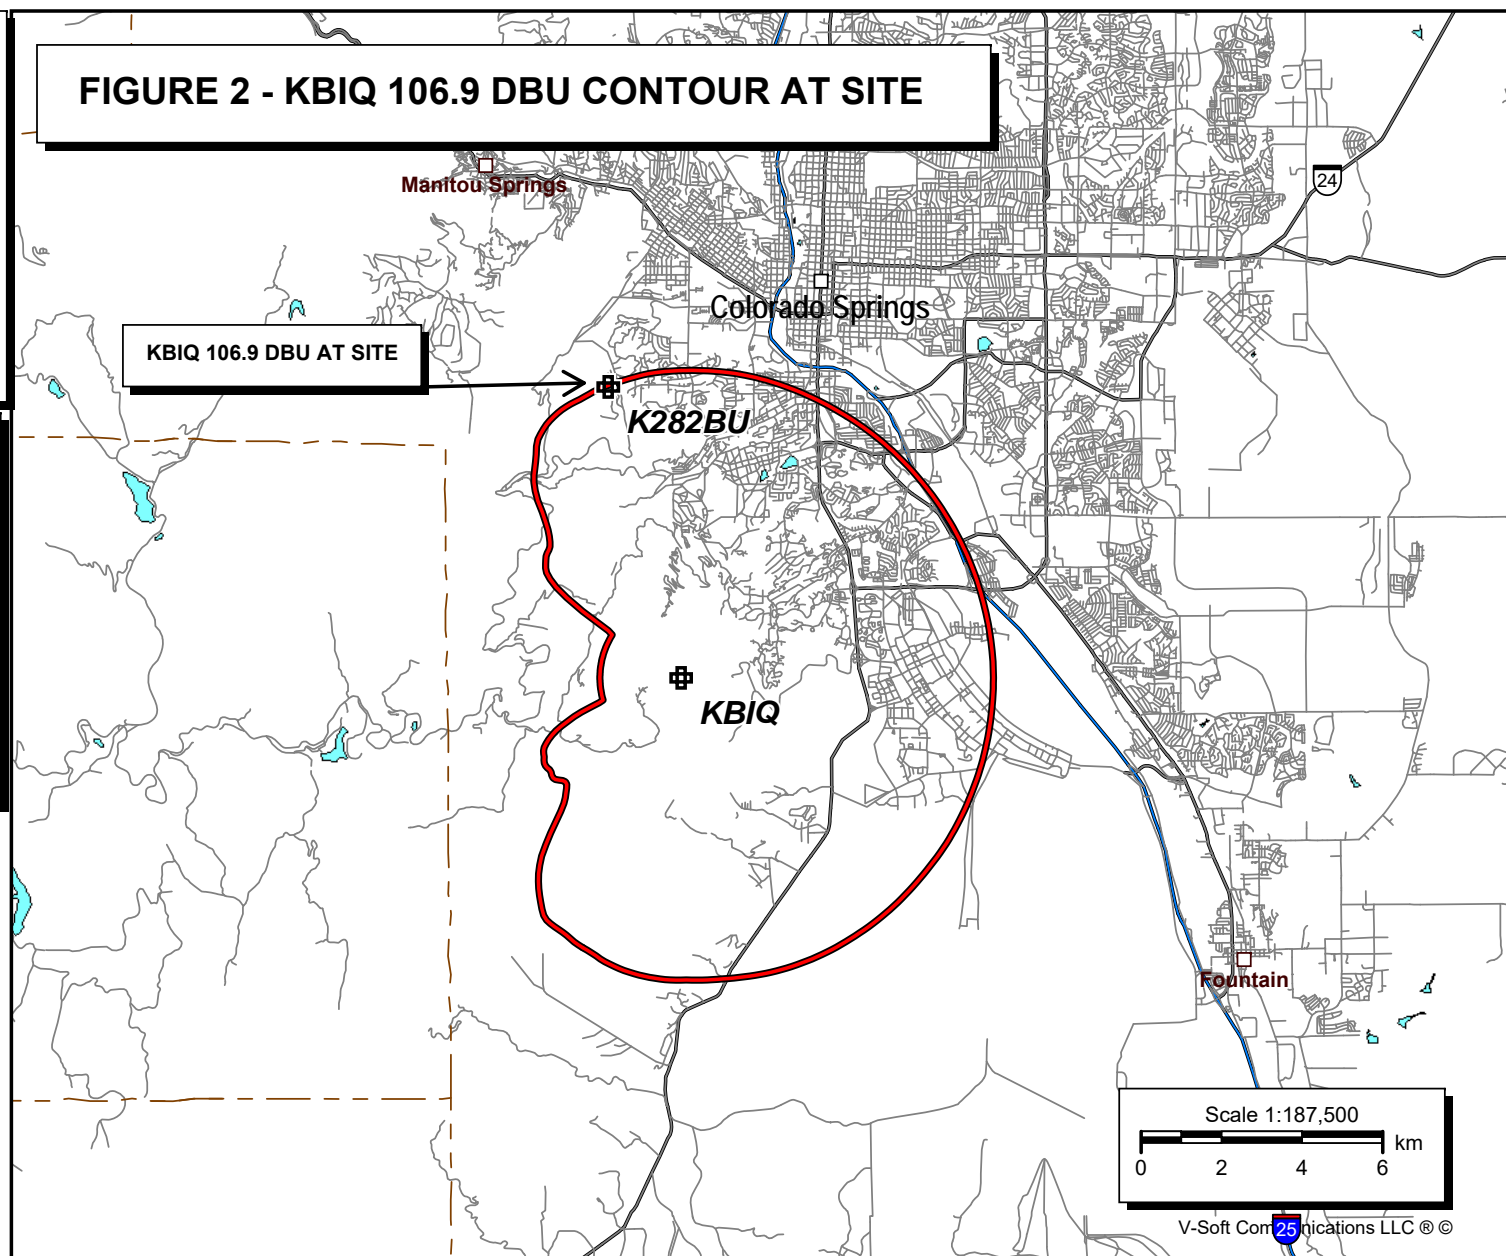 FIGURE 2 - KBIQ 106.9 DBU CONTOUR AT SITE
Manitou Springs
24
Colorado Springs
KBIQ 106.9 DBU AT SITE
K282BU
KBIQ
Fountain
Scale 1:187,500
km
0 2 4 6
V-Soft Com nications LLC ® ©
25